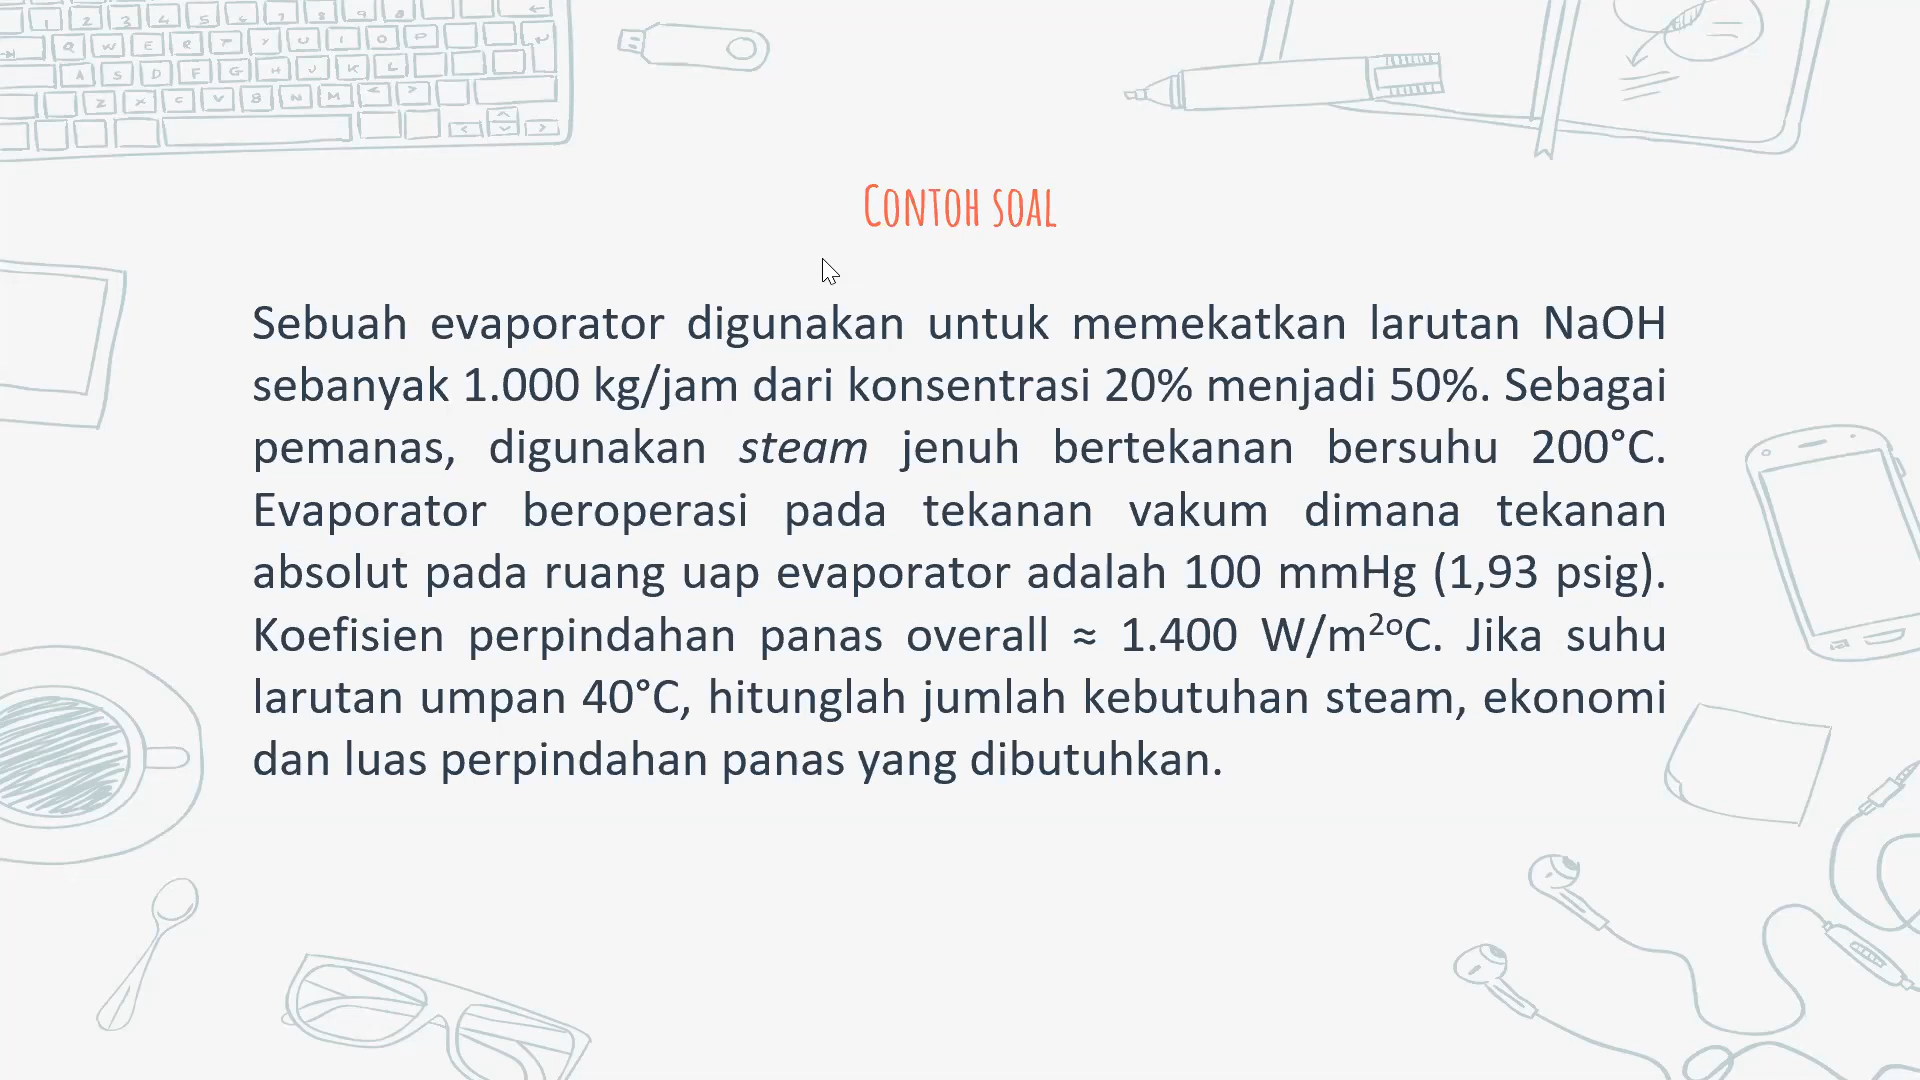 CONTOH SOAL
Sebuah evaporator digunakan untuk memekatkan larutan NaOH
sebanyak 1.000 kg/jam dari konsentrasi 20% menjadi 50%. Sebagai
pemanas, digunakan steam jenuh bertekanan bersuhu 200°C.
Evaporator beroperasi pada tekanan vakum dimana tekanan
absolut pada ruang uap evaporator adalah 100 mmHg (1,93 psig).
Koefisien perpindahan panas overall ≈ 1.400 W/m²ᵒC. Jika suhu
larutan umpan 40°C, hitunglah jumlah kebutuhan steam, ekonomi
dan luas perpindahan panas yang dibutuhkan.